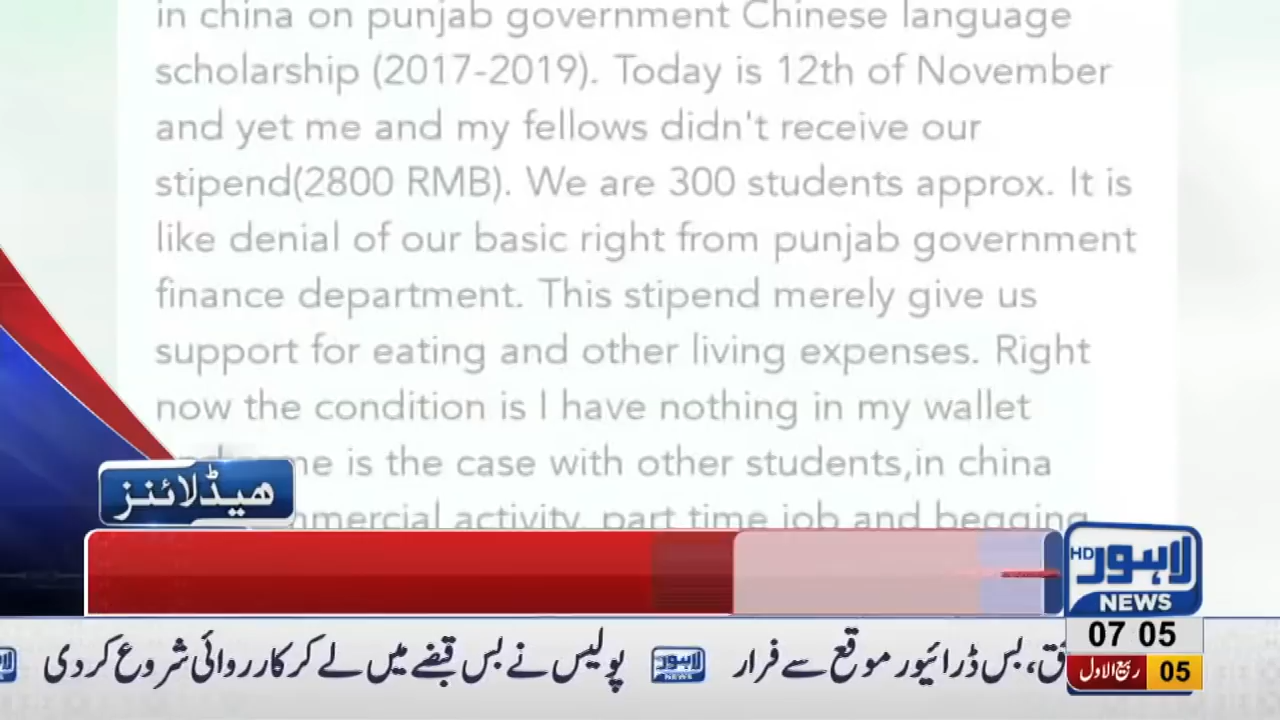 in china on punjab government Chinese language
scholarship (2017-2019). Today is 12th of November
and yet me and my fellows didn't receive our
stipend(2800 RMB). We are 300 students approx. It is
like denial of our basic right from punjab government
finance department. This stipend merely give us
support for eating and other living expenses. Right
now the condition is I have nothing in my wallet
is the case with other students,in china
activity, part time job and begging
ھیڈلائنز
HD لاہور
NEWS
07 05
ربیع الاول 05
بس ڈرائیور موقع سے فرار لاہور NEWS پولیس نے بس قبضے میں لے کر کارروائی شروع کر دی